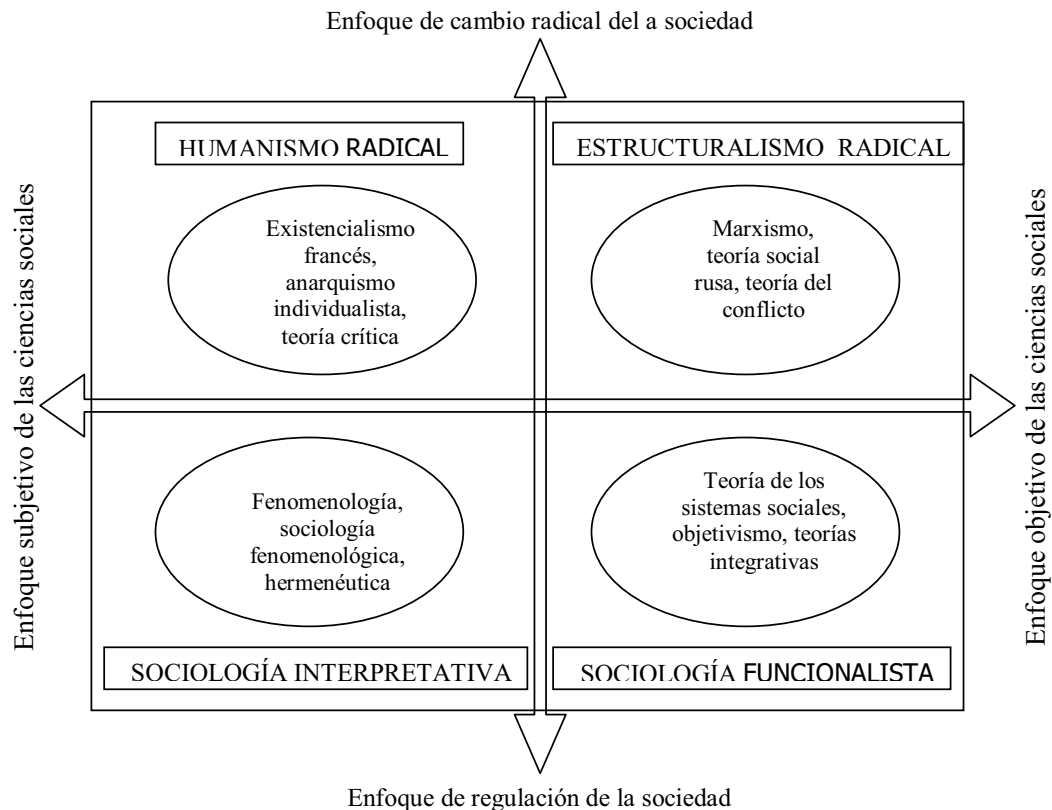 Enfoque de cambio radical del a sociedad
HUMANISMO RADICAL
ESTRUCTURALISMO RADICAL
Existencialismo
francés,
anarquismo
individualista,
teoría crítica
Marxismo,
teoría social
rusa, teoría del
conflicto
Enfoque subjetivo de las ciencias sociales
Enfoque objetivo de las ciencias sociales
Fenomenología,
sociología
fenomenológica,
hermenéutica
Teoría de los
sistemas sociales,
objetivismo, teorías
integrativas
SOCIOLOGÍA INTERPRETATIVA
SOCIOLOGÍA FUNCIONALISTA
Enfoque de regulación de la sociedad